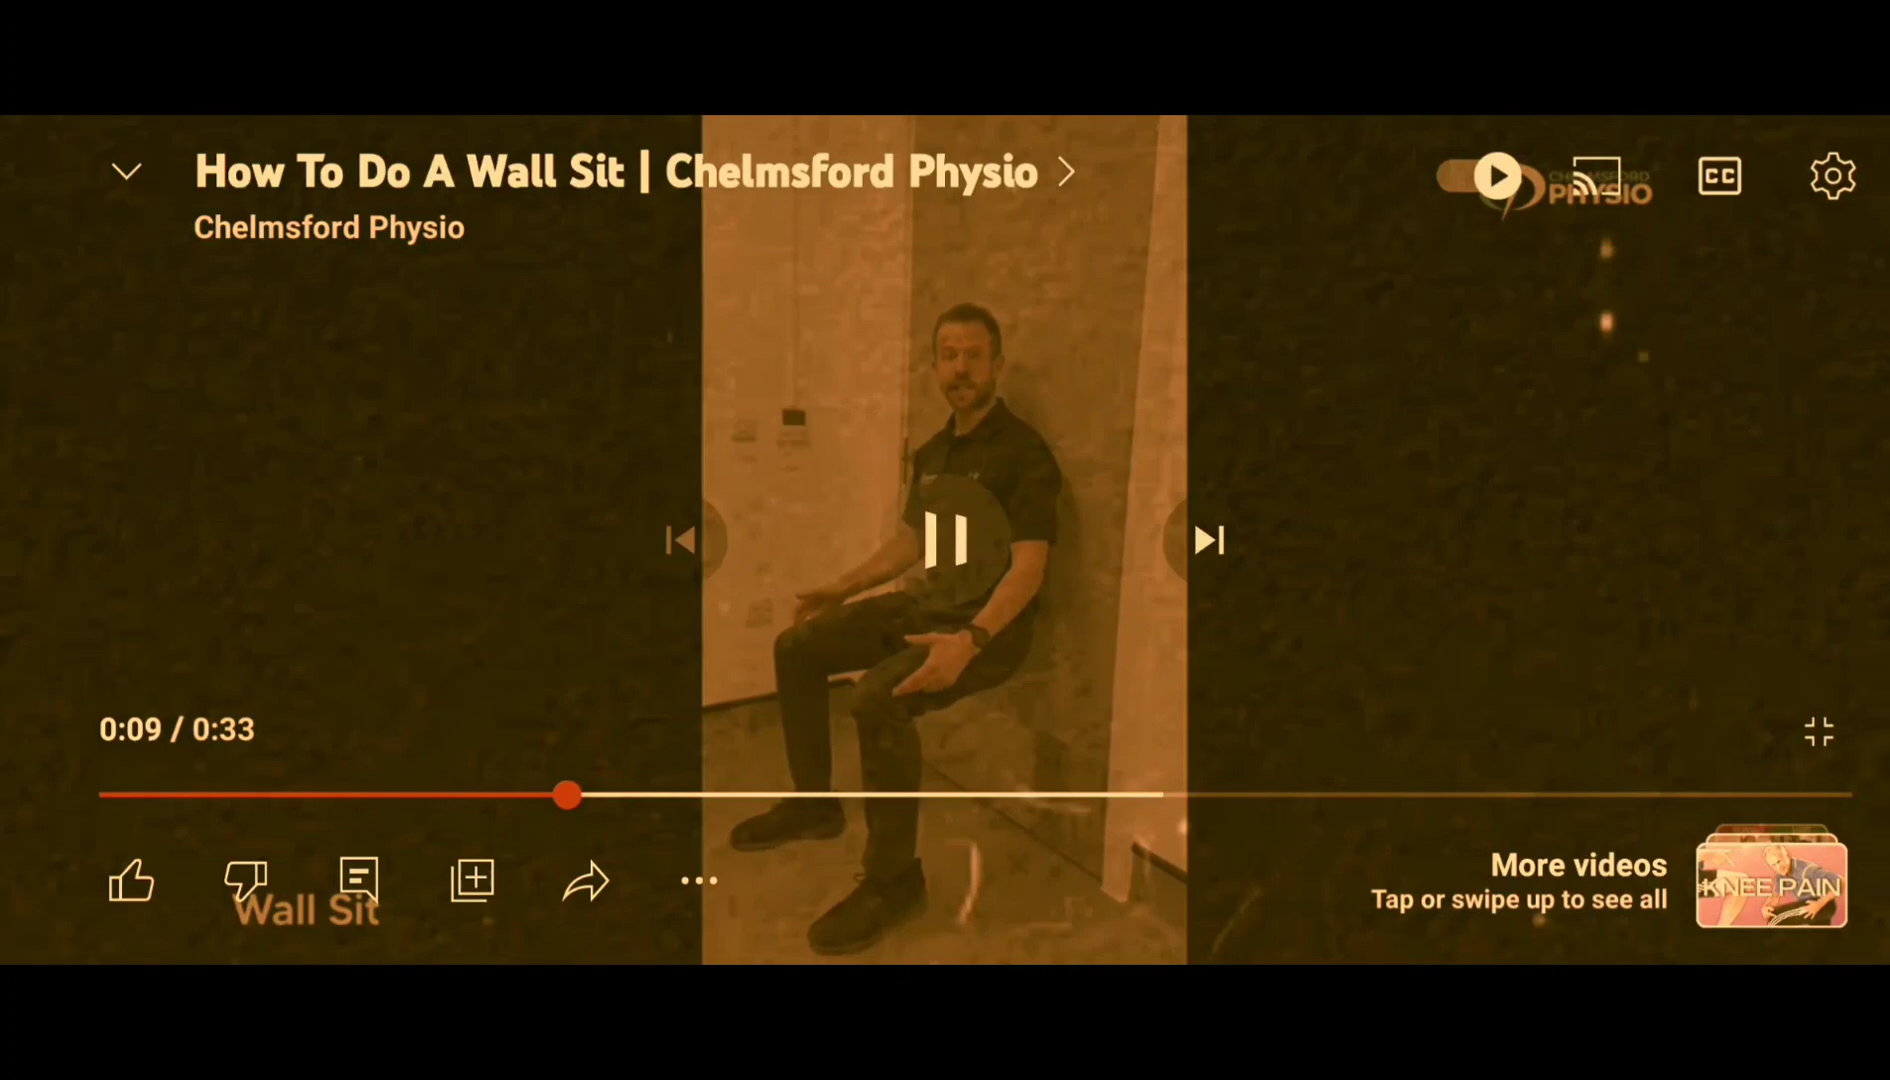 How To Do A Wall Sit | Chelmsford Physio
Chelmsford Physio
CHELMSFORD
PHYSIO
CC
0:09 / 0:33
More videos
Tap or swipe up to see all
KNEE PAIN
Wall Sit